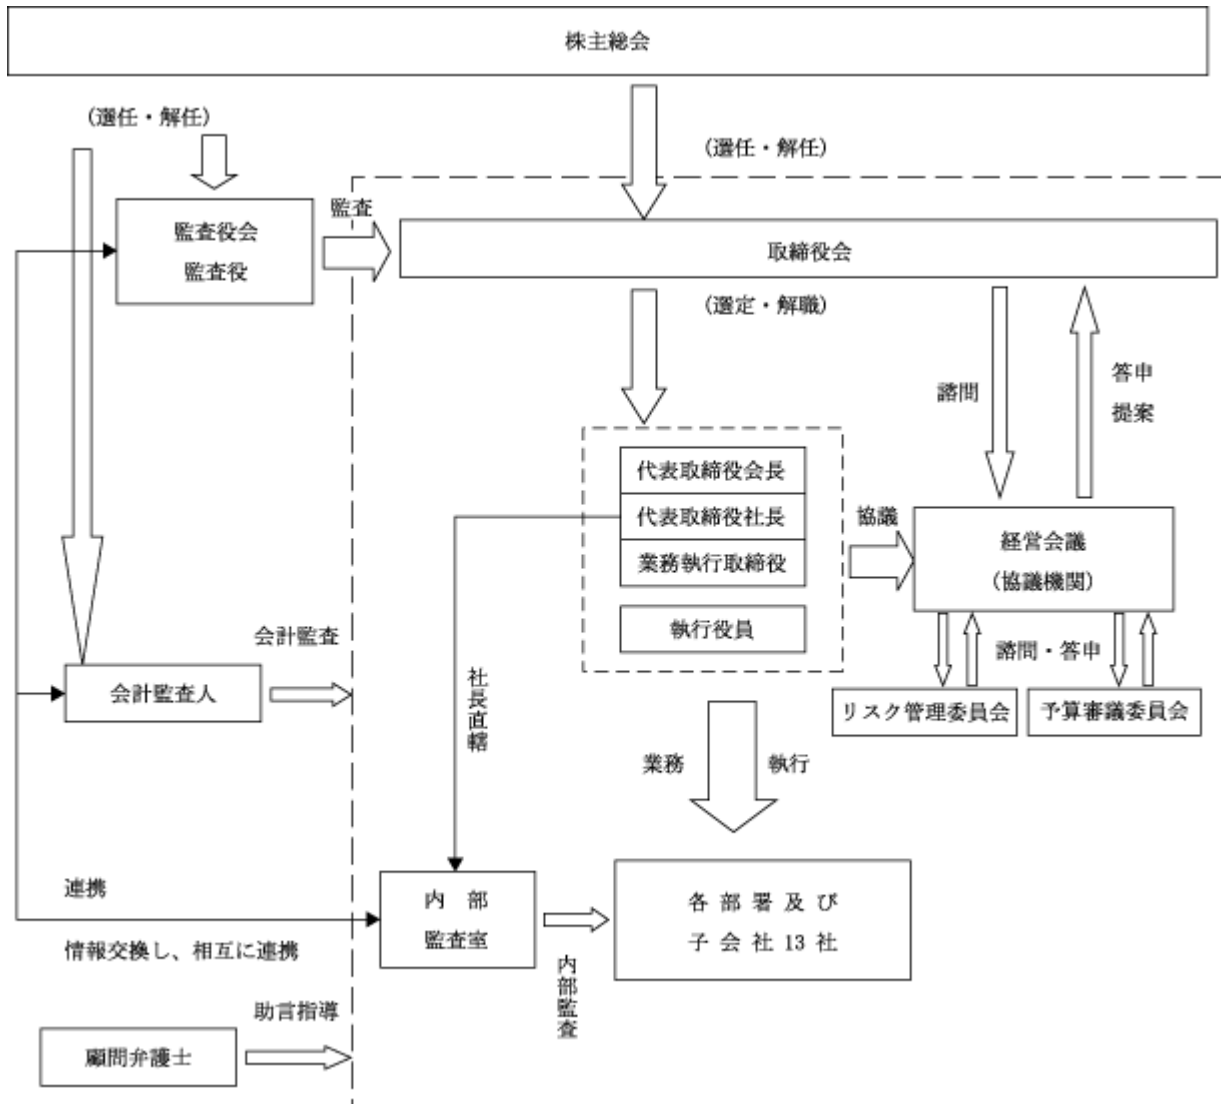 株主総会
(選任・解任)
(選任・解任)
監査役会
監査役
監査
取締役会
(選定・解職)
諮問
答申
提案
代表取締役会長
代表取締役社長
業務執行取締役
執行役員
協議
経営会議
(協議機関)
諮問・答申
リスク管理委員会
予算審議委員会
会計監査
会計監査人
社長直轄
業務 執行
連携
情報交換し、相互に連携
内 部
監査室
内部監査
各 部 署 及 び
子 会 社 13 社
助言指導
顧問弁護士